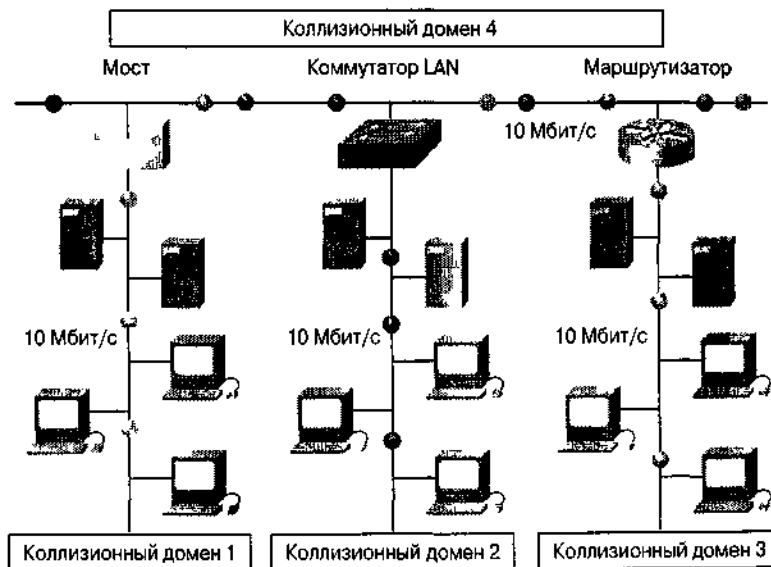 Коллизионный домен 4
Мост
Коммутатор LAN
Маршрутизатор
10 Мбит/с
10 Мбит/с
10 Мбит/с
10 Мбит/с
Коллизионный домен 1
Коллизионный домен 2
Коллизионный домен 3